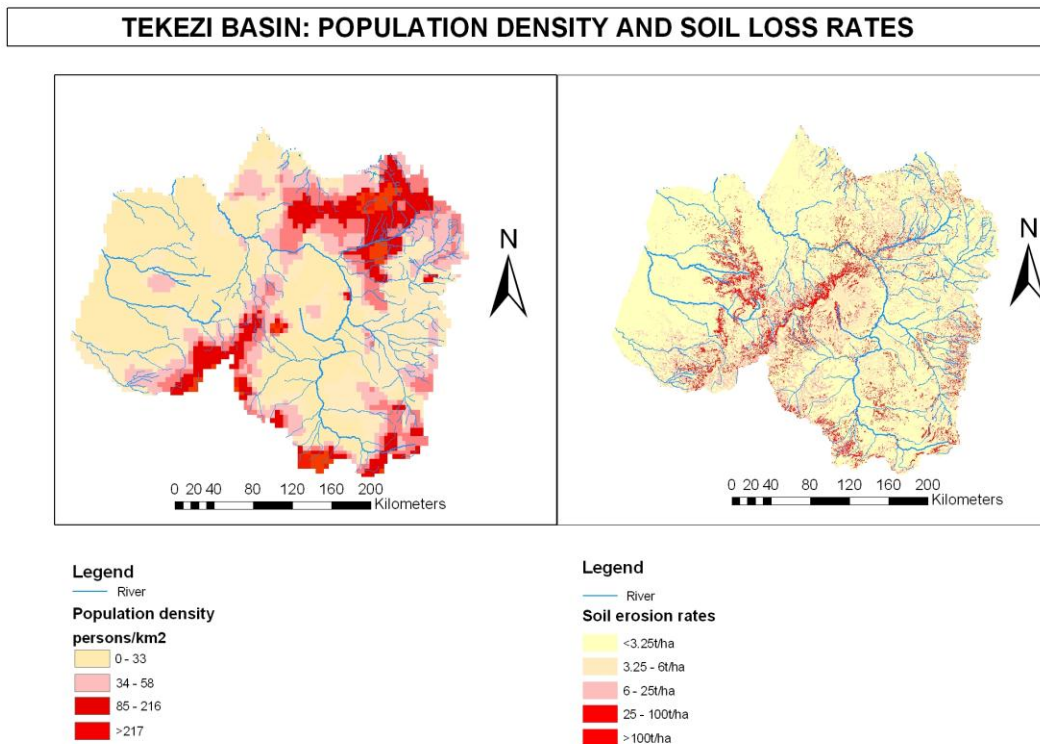 TEKEZI BASIN: POPULATION DENSITY AND SOIL LOSS RATES
N
0 20 40 80 120 160 200
Kilometers
N
0 20 40 80 120 160 200
Kilometers
Legend
River
Population density
persons/km2
0 - 33
34 - 58
85 - 216
>217
Legend
River
Soil erosion rates
<3.25t/ha
3.25 - 6t/ha
6 - 25t/ha
25 - 100t/ha
>100t/ha